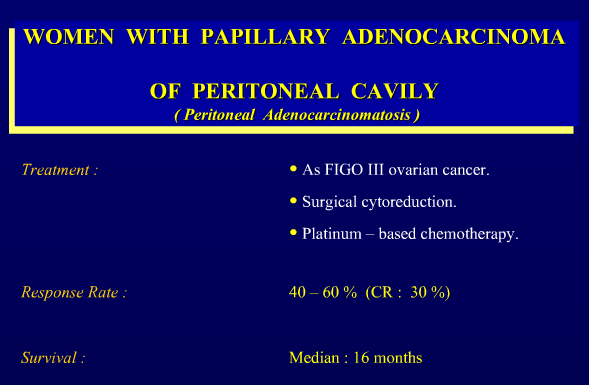 WOMEN WITH PAPILLARY ADENOCARCINOMA
OF PERITONEAL CAVILY
( Peritoneal Adenocarcinomatosis )
Treatment :
• As FIGO III ovarian cancer.
• Surgical cytoreduction.
• Platinum – based chemotherapy.
Response Rate : 40 – 60 % (CR : 30 %)
Survival : Median : 16 months